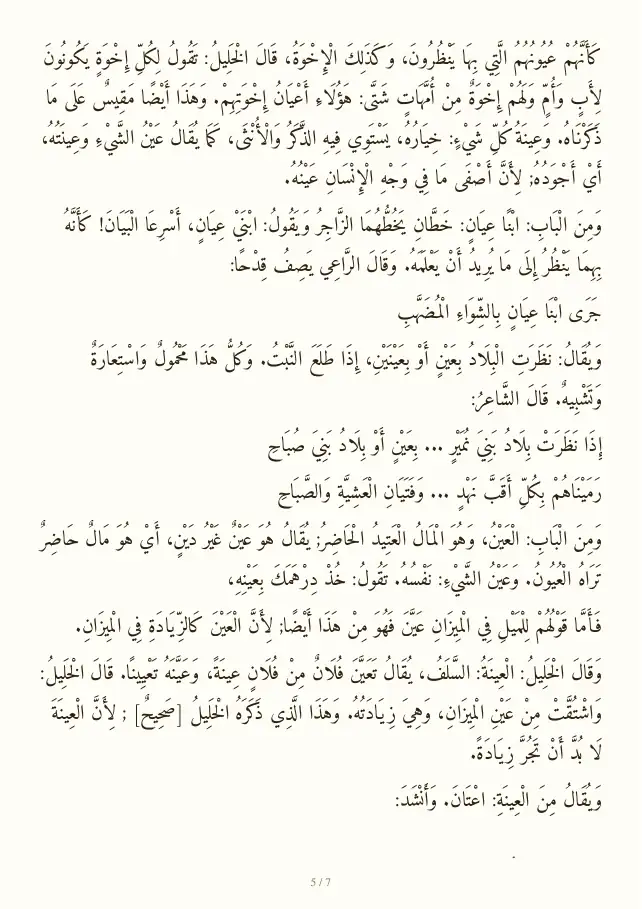 كَأَنَّهُمْ عُيُونُهُمُ الَّتِي بِهَا يَنْظُرُونَ، وَكَذَلِكَ الْإِخْوَةُ، قَالَ الْخَلِيلُ: تَقُولُ لِكُلِّ إِخْوَةٍ يَكُونُونَ
لِأَبٍ وَأُمٍّ وَلَهُمْ إِخْوَةٌ مِنْ أُمَّهَاتٍ شَتَّى: هَؤُلَاءِ أَعْيَانُ إِخْوَتِهِمْ. وَهَذَا أَيْضًا مَقِيسٌ عَلَى مَا
ذَكَرْنَاهُ. وَعِينَةُ كُلِّ شَيْءٍ: خِيَارُهُ، يَسْتَوِي فِيهِ الذَّكَرُ وَالْأُنْثَى، كَمَا يُقَالُ عَيْنُ الشَّيْءِ وَعِينَتُهُ،
أَيْ أَجْوَدُهُ; لِأَنَّ أَصْفَى مَا فِي وَجْهِ الْإِنْسَانِ عَيْنُهُ.
وَمِنَ الْبَابِ: ابْنَا عِيَانٍ: خَطَّانِ يَخُطُّهُمَا الزَّاجِرُ وَيَقُولُ: ابْنَيْ عِيَانٍ، أَسْرِعَا الْبَيَانَ! كَأَنَّهُ
بِهِمَا يَنْظُرُ إِلَى مَا يُرِيدُ أَنْ يَعْلَمَهُ. وَقَالَ الرَّاعِي يَصِفُ قِدْحًا:
جَرَى ابْنَا عِيَانٍ بِالشِّوَاءِ الْمُضَهَّبِ
وَيُقَالُ: نَظَرَتِ الْبِلَادُ بِعَيْنٍ أَوْ بِعَيْنَيْنِ، إِذَا طَلَعَ النَّبْتُ. وَكُلُّ هَذَا مَحْمُولٌ وَاسْتِعَارَةٌ
وَتَشْبِيهٌ. قَالَ الشَّاعِرُ:
إِذَا نَظَرَتْ بِلَادُ بَنِيَ نُمَيْرٍ ... بِعَيْنٍ أَوْ بِلَادُ بَنِيَ صُبَاحِ
رَمَيْنَاهُمْ بِكُلِّ أَقَبَّ نَهْدٍ ... وَفَتَيَانِ الْعَشِيَّةِ وَالصَّبَاحِ
وَمِنَ الْبَابِ: الْعَيْنُ، وَهُوَ الْمَالُ الْعَتِيدُ الْحَاضِرُ; يُقَالُ هُوَ عَيْنٌ غَيْرُ دَيْنٍ، أَيْ هُوَ مَالٌ حَاضِرٌ
تَرَاهُ الْعُيُونُ. وَعَيْنُ الشَّيْءِ: نَفْسُهُ. تَقُولُ: خُذْ دِرْهَمَكَ بِعَيْنِهِ،
فَأَمَّا قَوْلُهُمْ لِلْمَيْلِ فِي الْمِيزَانِ عَيْنَ فَهُوَ مِنْ هَذَا أَيْضًا; لِأَنَّ الْعَيْنَ كَالزِّيَادَةِ فِي الْمِيزَانِ.
وَقَالَ الْخَلِيلُ: الْعِينَةُ: السَّلَفُ، يُقَالُ تَعَيَّنَ فُلَانٌ مِنْ فُلَانٍ عِينَةً، وَعَيَّنَهُ تَعْيِينًا. قَالَ الْخَلِيلُ:
وَاشْتُقَّتْ مِنْ عَيْنِ الْمِيزَانِ، وَهِيَ زِيَادَتُهُ. وَهَذَا الَّذِي ذَكَرَهُ الْخَلِيلُ [صَحِيحٌ] ; لِأَنَّ الْعِينَةَ
لَا بُدَّ أَنْ تَجُرَّ زِيَادَةً.
وَيُقَالُ مِنَ الْعِينَةِ: اعْتَانَ. وَأَنْشَدَ:
5 / 7